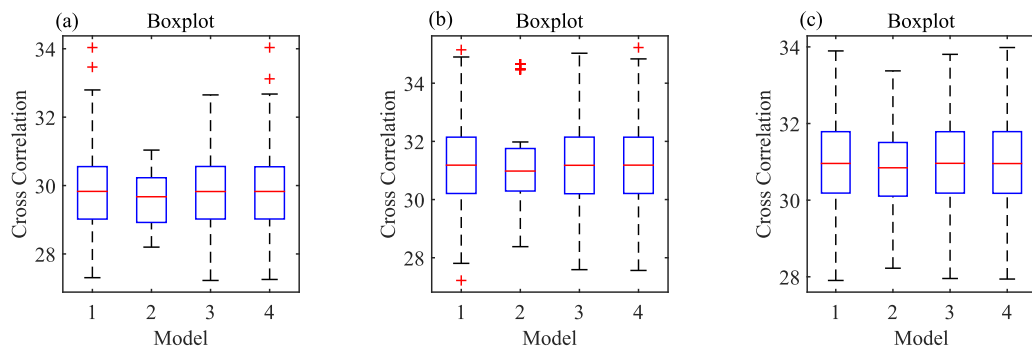 (a)
Boxplot
34
32
30
28
Cross Correlation
1 2 3 4
Model
(b)
Boxplot
34
32
30
28
Cross Correlation
1 2 3 4
Model
(c)
Boxplot
34
32
30
28
Cross Correlation
1 2 3 4
Model